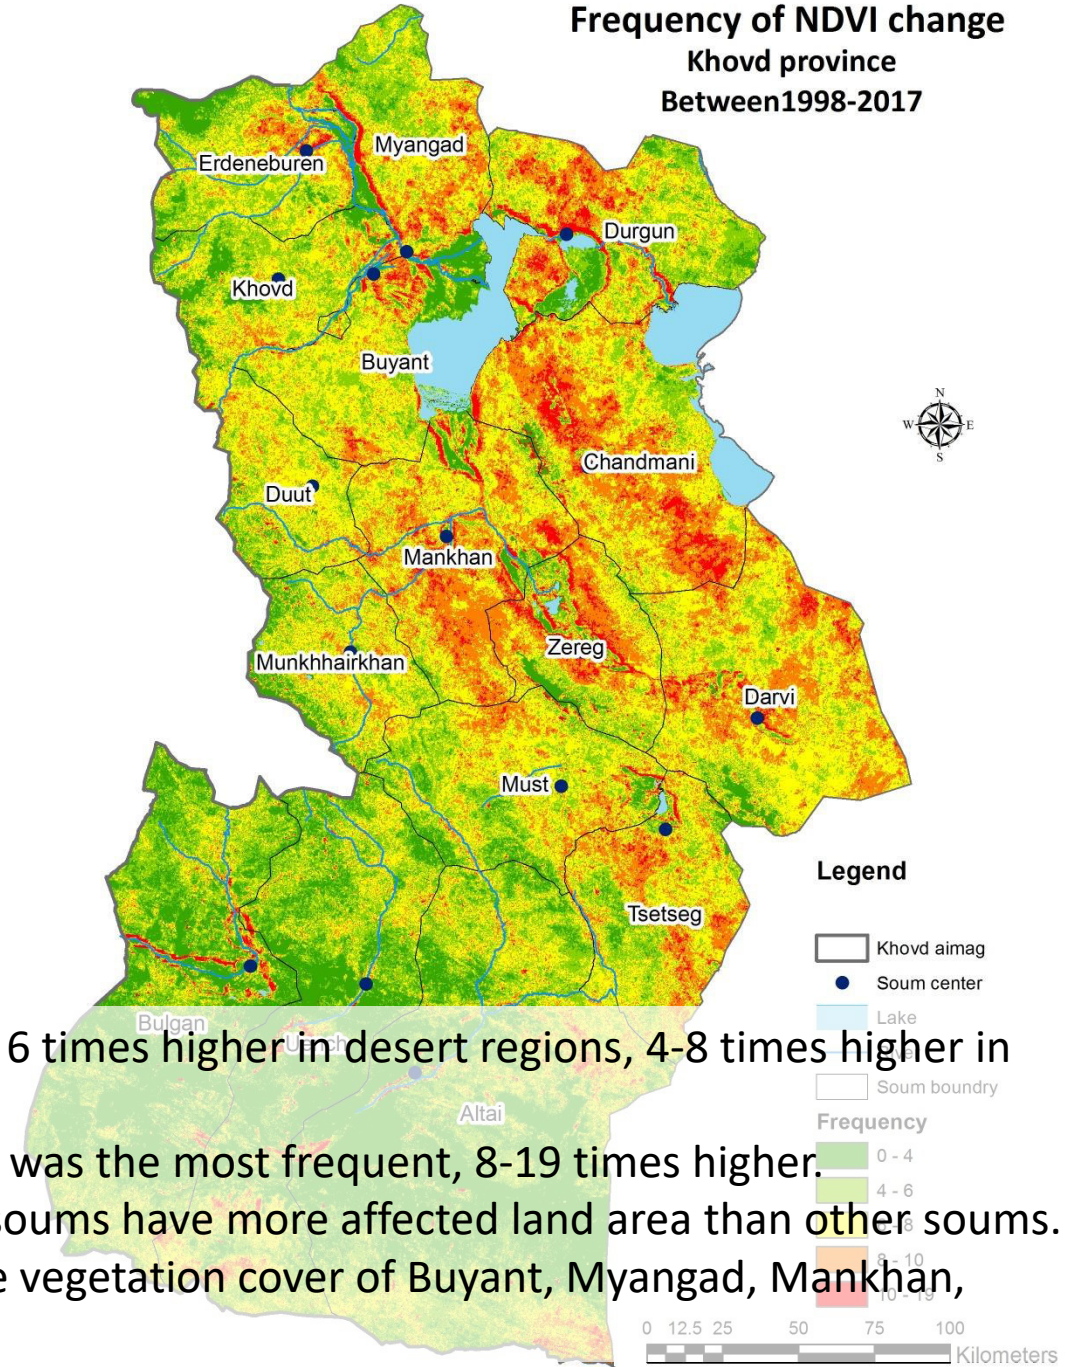 Frequency of NDVI change
Khovd province
Between1998-2017
Myangad
Erdeneburen
Durgun
Khovd
Buyant
N
W E
S
Chandmani
Duut
Mankhan
Zereg
Munkhhairkhan
Darvi
Must
Tsetseg
Legend
Khovd aimag
Soum center
Lake
Bulgan
6 times higher in desert regions, 4-8 times higher in
Soum boundry
Altai
Frequency
0 - 4
was the most frequent, 8-19 times higher.
4 - 6
soums have more affected land area than other soums.
8 - 10
e vegetation cover of Buyant, Myangad, Mankhan,
10 - 19
0 12.5 25 50 75 100
Kilometers